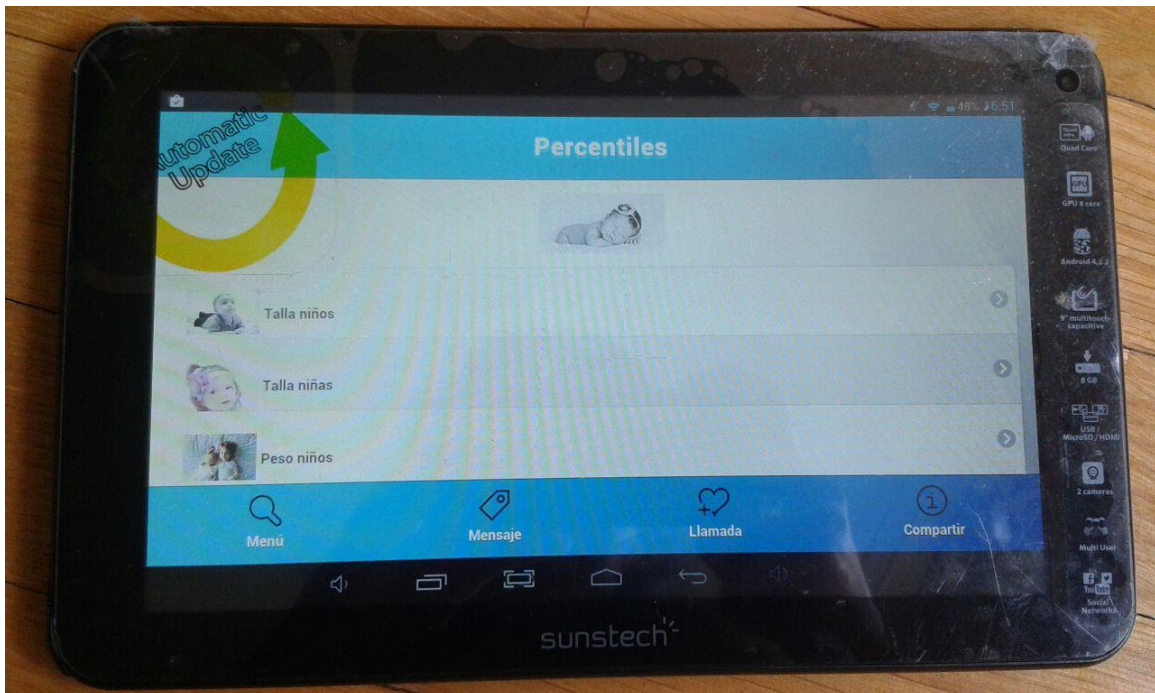 Automatic
Update
48% 16:51
Percentiles
Talla niños
Talla niñas
Peso niños
Menú
Mensaje
Llamada
Compartir
sunstech
Quad Core
GPU
GPU 8 core
Android 4.2.2
9" multitouch
capacitive
8 GB
USB /
MicroSD / HDMI
2 cameras
Multi User
Social
Networks